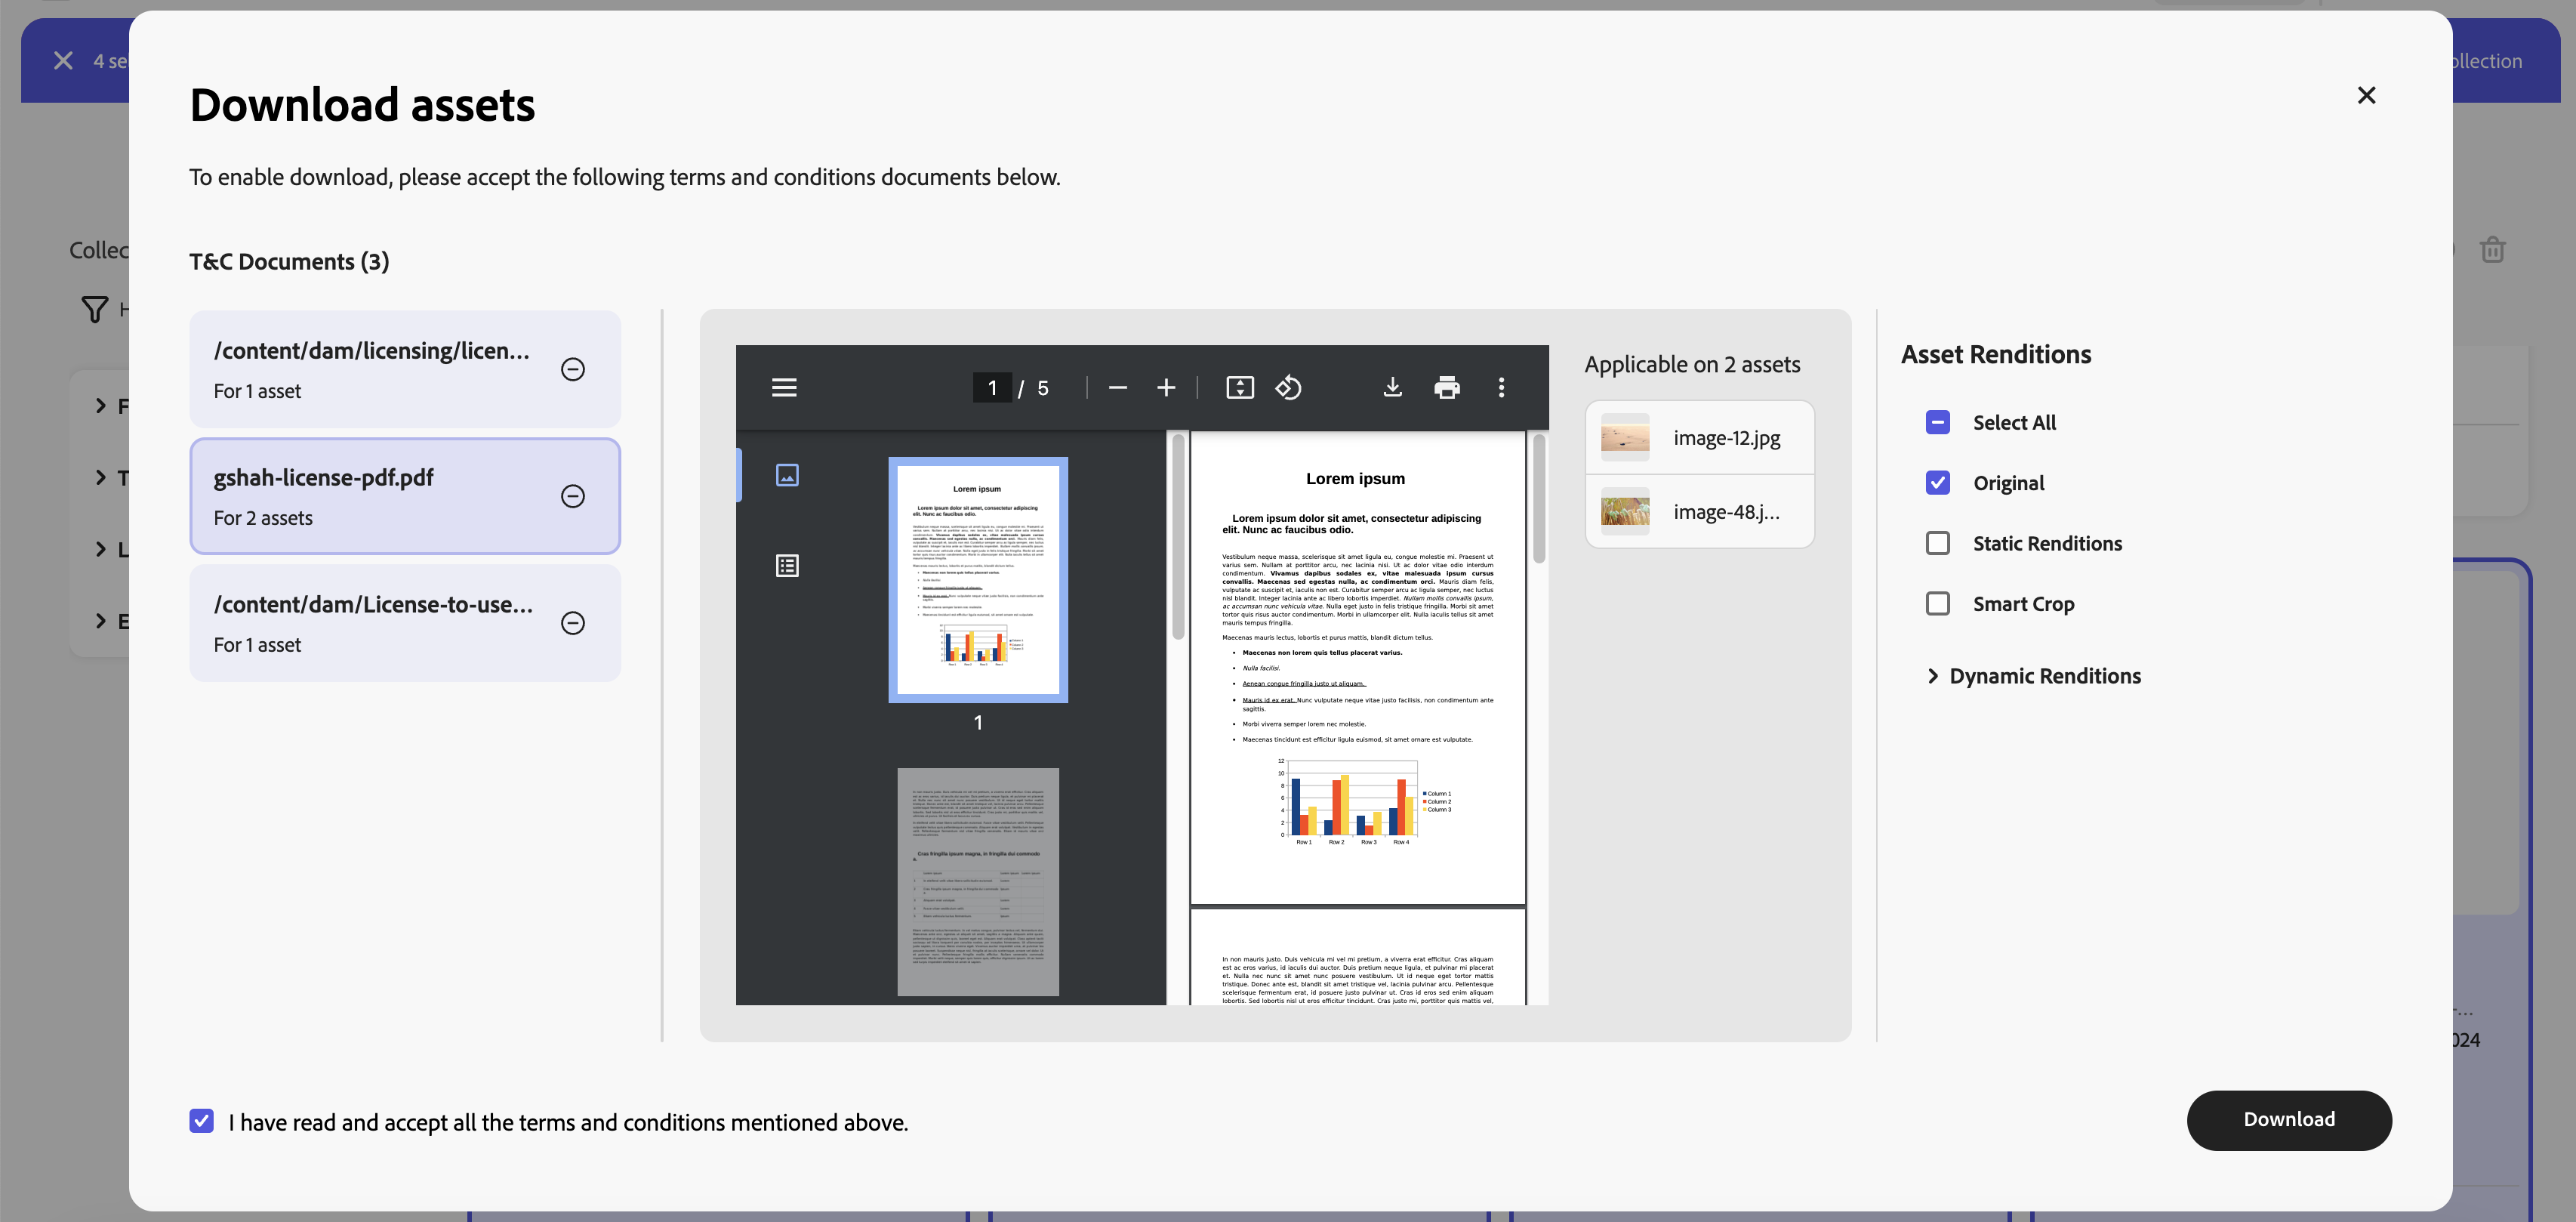 4 se
ollection
Download assets
To enable download, please accept the following terms and conditions documents below.
Collec
T&C Documents (3)
/content/dam/licensing/licen...
For 1 asset
gshah-license-pdf.pdf
For 2 assets
/content/dam/License-to-use...
For 1 asset
1 / 5
1
Lorem ipsum
Lorem ipsum dolor sit amet, consectetur adipiscing
elit. Nunc ac faucibus odio.
Vestibulum neque massa, scelerisque sit amet ligula eu, congue molestie mi. Praesent ut
varius sem. Nullam at porttitor arcu, nec lacinia nisi. Ut ac dolor vitae odio interdum
condimentum. Vivamus dapibus sodales ex, vitae malesuada ipsum cursus
convallis. Maecenas sed egestas nulla, ac condimentum orci. Mauris diam felis,
vulputate ac suscipit et, iaculis non est. Curabitur semper arcu ac ligula semper, nec luctus
nisl blandit. Integer lacinia ante ac libero lobortis imperdiet. Nullam mollis convallis ipsum,
ac accumsan nunc vehicula vitae. Nulla eget justo in felis tristique fringilla. Morbi sit amet
tortor quis risus auctor condimentum. Morbi in ullamcorper elit. Nulla iaculis tellus sit amet
mauris tempus fringilla.
Maecenas mauris lectus, lobortis et purus mattis, blandit dictum tellus.
• Maecenas non lorem quis tellus placerat varius.
• Nulla facilisi.
• Aenean congue fringilla justo ut aliquam.
• Mauris id ex erat. Nunc vulputate neque vitae justo facilisis, non condimentum ante
sagittis.
• Morbi viverra semper lorem nec molestie.
• Maecenas tincidunt est efficitur ligula euismod, sit amet ornare est vulputate.
12
10
8
6
4
2
0
Row 1 Row 2 Row 3 Row 4
Column 1
Column 2
Column 3
In non mauris justo. Duis vehicula mi vel mi pretium, a viverra erat efficitur. Cras aliquam
est ac eros varius, id iaculis dui auctor. Duis pretium neque ligula, et pulvinar mi placerat
et. Nulla nec nunc sit amet nunc posuere vestibulum. Ut id neque eget tortor mattis
tristique. Donec ante est, blandit sit amet tristique vel, lacinia pulvinar arcu. Pellentesque
scelerisque fermentum erat, id posuere justo pulvinar ut. Cras id eros sed enim aliquam
lobortis. Sed lobortis nisl ut eros efficitur tincidunt. Cras justo mi, porttitor quis mattis vel,
Applicable on 2 assets
image-12.jpg
image-48.j...
Asset Renditions
Select All
Original
Static Renditions
Smart Crop
Dynamic Renditions
024
I have read and accept all the terms and conditions mentioned above.
Download